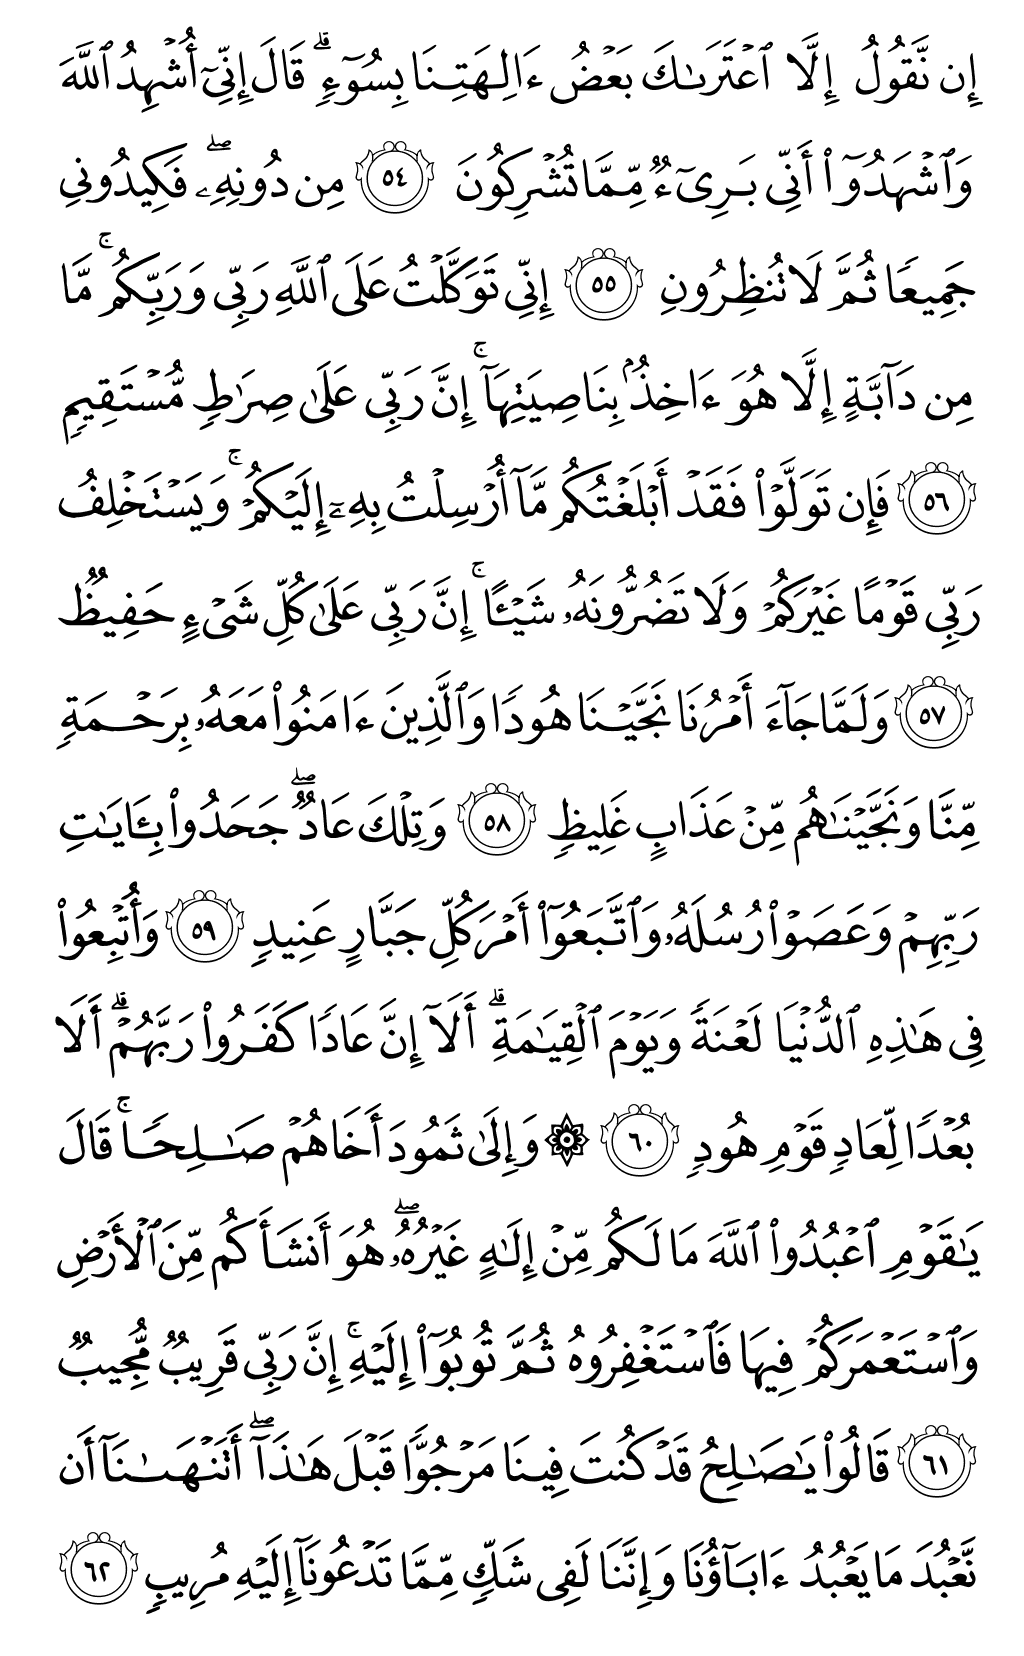 إِن نَّقُولُ إِلَّا ٱعۡتَرَىٰكَ بَعۡضُ ءَالِهَتِنَا بِسُوٓءٖۗ قَالَ إِنِّيٓ أُشۡهِدُ ٱللَّهَ
وَٱشۡهَدُوٓاْ أَنِّي بَرِيٓءٞ مِّمَّا تُشۡرِكُونَ ٥٤ مِن دُونِهِۦۖ فَكِيدُونِي
جَمِيعٗا ثُمَّ لَا تُنظِرُونِ ٥٥ إِنِّي تَوَكَّلۡتُ عَلَى ٱللَّهِ رَبِّي وَرَبِّكُمۚ مَّا
مِن دَآبَّةٍ إِلَّا هُوَ ءَاخِذُۢ بِنَاصِيَتِهَآۚ إِنَّ رَبِّي عَلَىٰ صِرَٰطٖ مُّسۡتَقِيمٖ
٥٦ فَإِن تَوَلَّوۡاْ فَقَدۡ أَبۡلَغۡتُكُم مَّآ أُرۡسِلۡتُ بِهِۦٓ إِلَيۡكُمۡۚ وَيَسۡتَخۡلِفُ
رَبِّي قَوۡمًا غَيۡرَكُمۡ وَلَا تَضُرُّونَهُۥ شَيۡـًٔاۚ إِنَّ رَبِّي عَلَىٰ كُلِّ شَيۡءٍ حَفِيظٞ
٥٧ وَلَمَّا جَآءَ أَمۡرُنَا نَجَّيۡنَا هُودٗا وَٱلَّذِينَ ءَامَنُواْ مَعَهُۥ بِرَحۡمَةٖ
مِّنَّا وَنَجَّيۡنَٰهُم مِّنۡ عَذَابٍ غَلِيظٖ ٥٨ وَتِلۡكَ عَادٞۖ جَحَدُواْ بِـَٔايَٰتِ
رَبِّهِمۡ وَعَصَوۡاْ رُسُلَهُۥ وَٱتَّبَعُوٓاْ أَمۡرَ كُلِّ جَبَّارٍ عَنِيدٖ ٥٩ وَأُتۡبِعُواْ
فِي هَٰذِهِ ٱلدُّنۡيَا لَعۡنَةٗ وَيَوۡمَ ٱلۡقِيَٰمَةِۗ أَلَآ إِنَّ عَادٗا كَفَرُواْ رَبَّهُمۡۗ أَلَا
بُعۡدٗا لِّعَادٖ قَوۡمِ هُودٖ ٦٠ ۞ وَإِلَىٰ ثَمُودَ أَخَاهُمۡ صَٰلِحٗاۚ قَالَ
يَٰقَوۡمِ ٱعۡبُدُواْ ٱللَّهَ مَا لَكُم مِّنۡ إِلَٰهٍ غَيۡرُهُۥۖ هُوَ أَنشَأَكُم مِّنَ ٱلۡأَرۡضِ
وَٱسۡتَعۡمَرَكُمۡ فِيهَا فَٱسۡتَغۡفِرُوهُ ثُمَّ تُوبُوٓاْ إِلَيۡهِۚ إِنَّ رَبِّي قَرِيبٞ مُّجِيبٞ
٦١ قَالُواْ يَٰصَٰلِحُ قَدۡ كُنتَ فِينَا مَرۡجُوّٗا قَبۡلَ هَٰذَآۖ أَتَنۡهَىٰنَآ أَن
نَّعۡبُدَ مَا يَعۡبُدُ ءَابَآؤُنَا وَإِنَّنَا لَفِي شَكّٖ مِّمَّا تَدۡعُونَآ إِلَيۡهِ مُرِيبٖ ٦٢